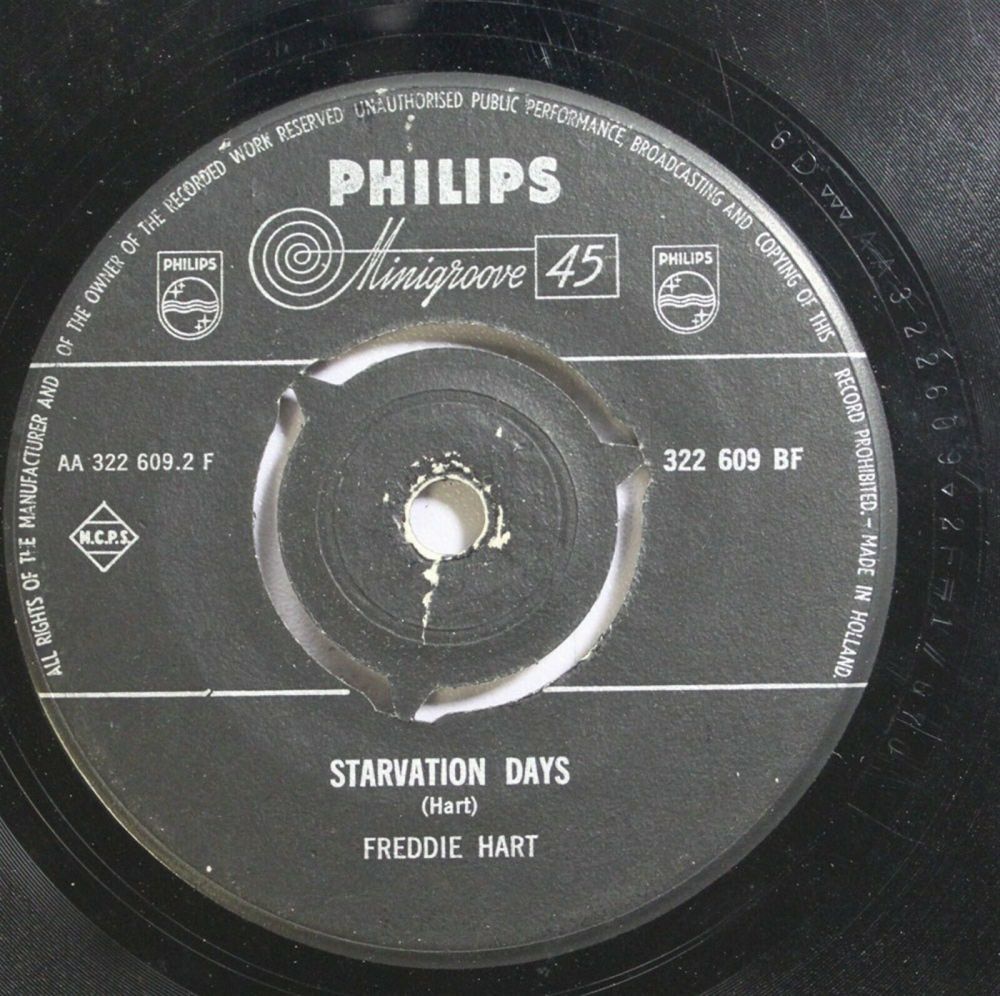 ALL RIGHTS OF THE MANUFACTURER AND OF THE OWNER OF THE RECORDED WORK RESERVED UNAUTHORISED PUBLIC PERFORMANCE, BROADCASTING AND COPYING OF THIS RECORD PROHIBITED.- MADE IN HOLLAND.
PHILIPS
Minigroove 45
PHILIPS
PHILIPS
AA 322 609.2 F
322 609 BF
M.C.P.S.
STARVATION DAYS
(Hart)
FREDDIE HART